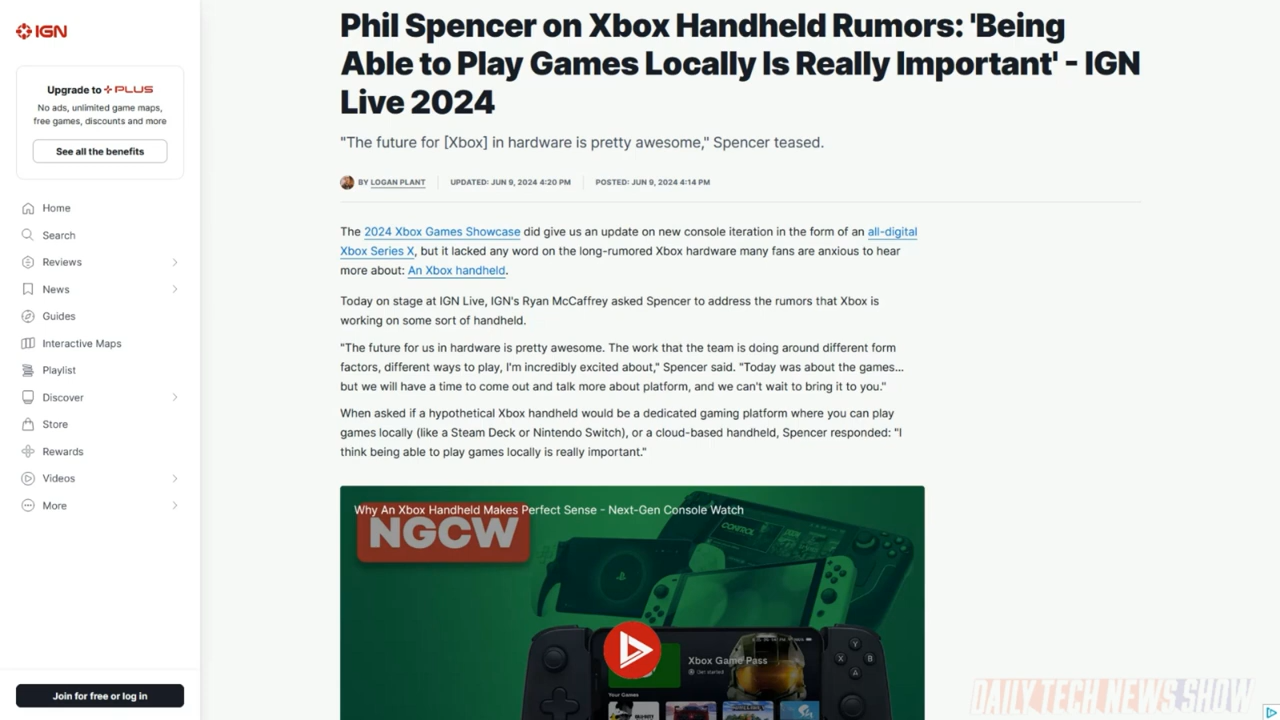 IGN
Upgrade to PLUS
No ads, unlimited game maps,
free games, discounts and more
See all the benefits
Home
Search
Reviews
News
Guides
Interactive Maps
Playlist
Discover
Store
Rewards
Videos
More
Join for free or log in
Phil Spencer on Xbox Handheld Rumors: 'Being
Able to Play Games Locally Is Really Important' - IGN
Live 2024
"The future for [Xbox] in hardware is pretty awesome," Spencer teased.
BY LOGAN PLANT
UPDATED: JUN 9, 2024 4:20 PM
POSTED: JUN 9, 2024 4:14 PM
The 2024 Xbox Games Showcase did give us an update on new console iteration in the form of an all-digital
Xbox Series X, but it lacked any word on the long-rumored Xbox hardware many fans are anxious to hear
more about: An Xbox handheld.
Today on stage at IGN Live, IGN's Ryan McCaffrey asked Spencer to address the rumors that Xbox is
working on some sort of handheld.
"The future for us in hardware is pretty awesome. The work that the team is doing around different form
factors, different ways to play, I'm incredibly excited about," Spencer said. "Today was about the games...
but we will have a time to come out and talk more about platform, and we can't wait to bring it to you."
When asked if a hypothetical Xbox handheld would be a dedicated gaming platform where you can play
games locally (like a Steam Deck or Nintendo Switch), or a cloud-based handheld, Spencer responded: "I
think being able to play games locally is really important."
Why An Xbox Handheld Makes Perfect Sense - Next-Gen Console Watch
NGCW
CONTROL
Xbox Game Pass
Get started
Your Games
Y
X
B
A
DAILY TECH NEWS SHOW